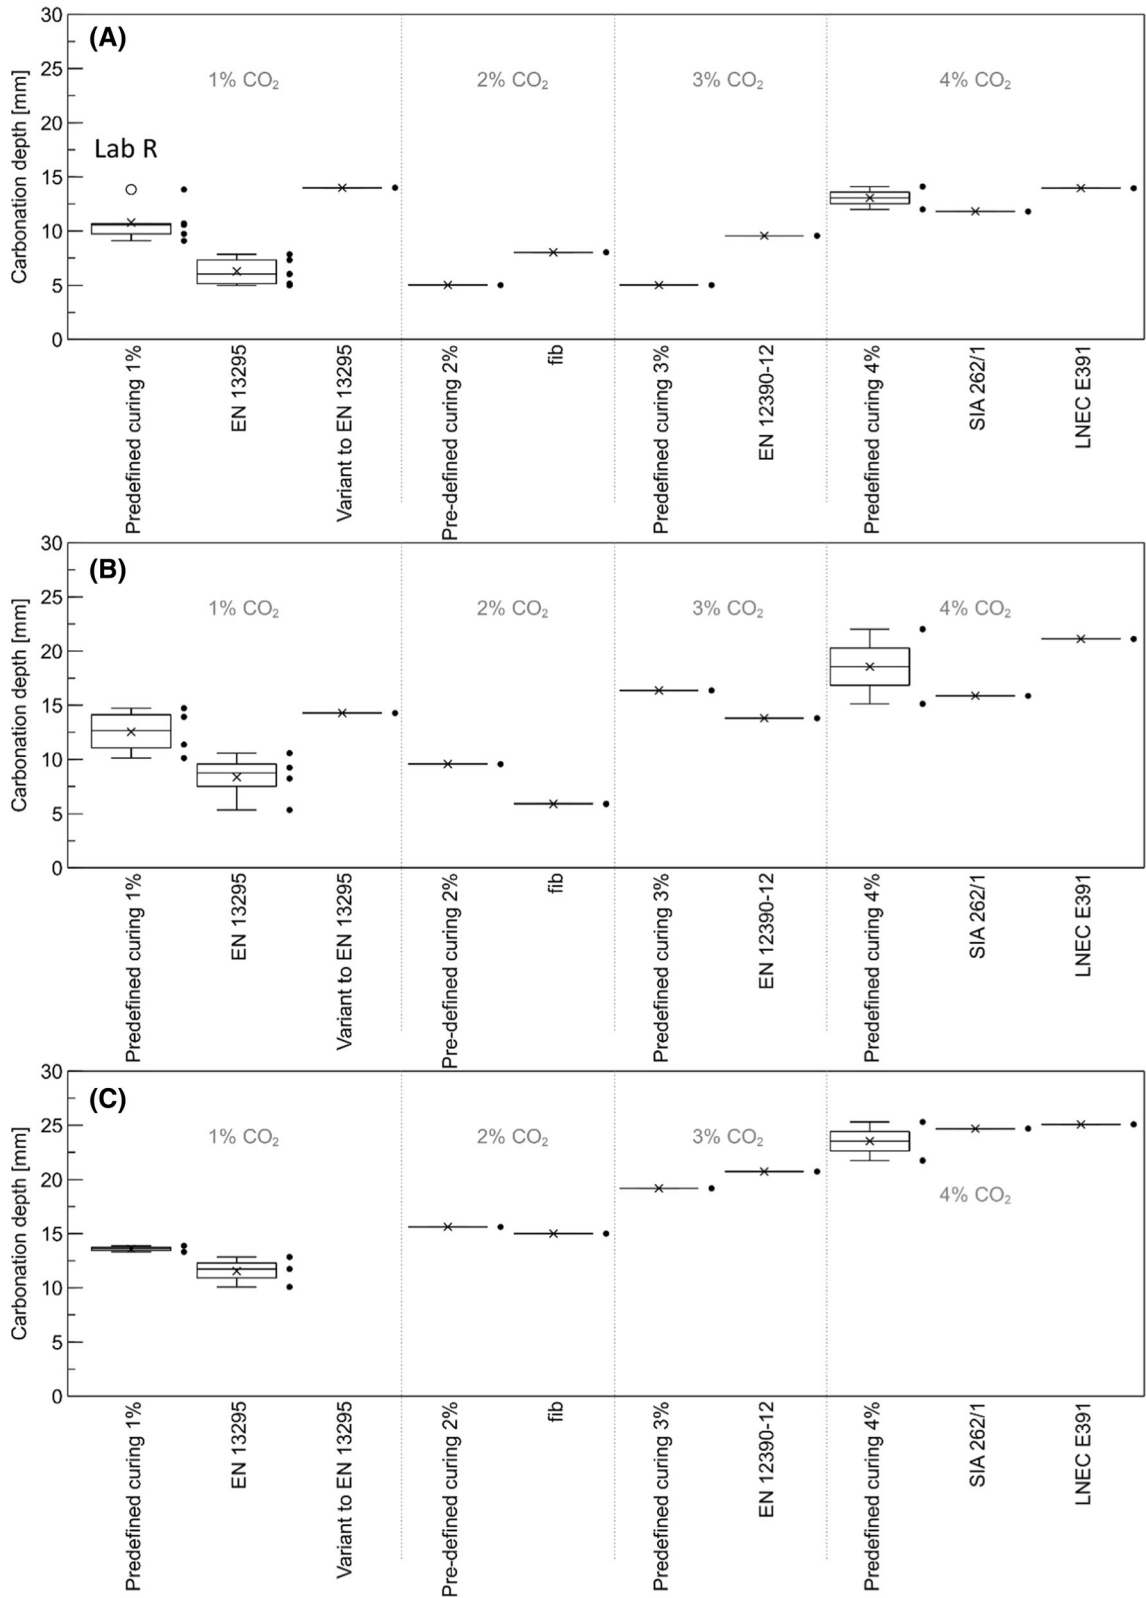 (A)
Carbonation depth [mm]
30
25
20
15
10
5
0
1% CO₂
2% CO₂
3% CO₂
4% CO₂
Lab R
Predefined curing 1%
EN 13295
Variant to EN 13295
Pre-defined curing 2%
fib
Predefined curing 3%
EN 12390-12
Predefined curing 4%
SIA 262/1
LNEC E391
(B)
Carbonation depth [mm]
30
25
20
15
10
5
0
1% CO₂
2% CO₂
3% CO₂
4% CO₂
Predefined curing 1%
EN 13295
Variant to EN 13295
Pre-defined curing 2%
fib
Predefined curing 3%
EN 12390-12
Predefined curing 4%
SIA 262/1
LNEC E391
(C)
Carbonation depth [mm]
30
25
20
15
10
5
0
1% CO₂
2% CO₂
3% CO₂
4% CO₂
Predefined curing 1%
EN 13295
Variant to EN 13295
Pre-defined curing 2%
fib
Predefined curing 3%
EN 12390-12
Predefined curing 4%
SIA 262/1
LNEC E391